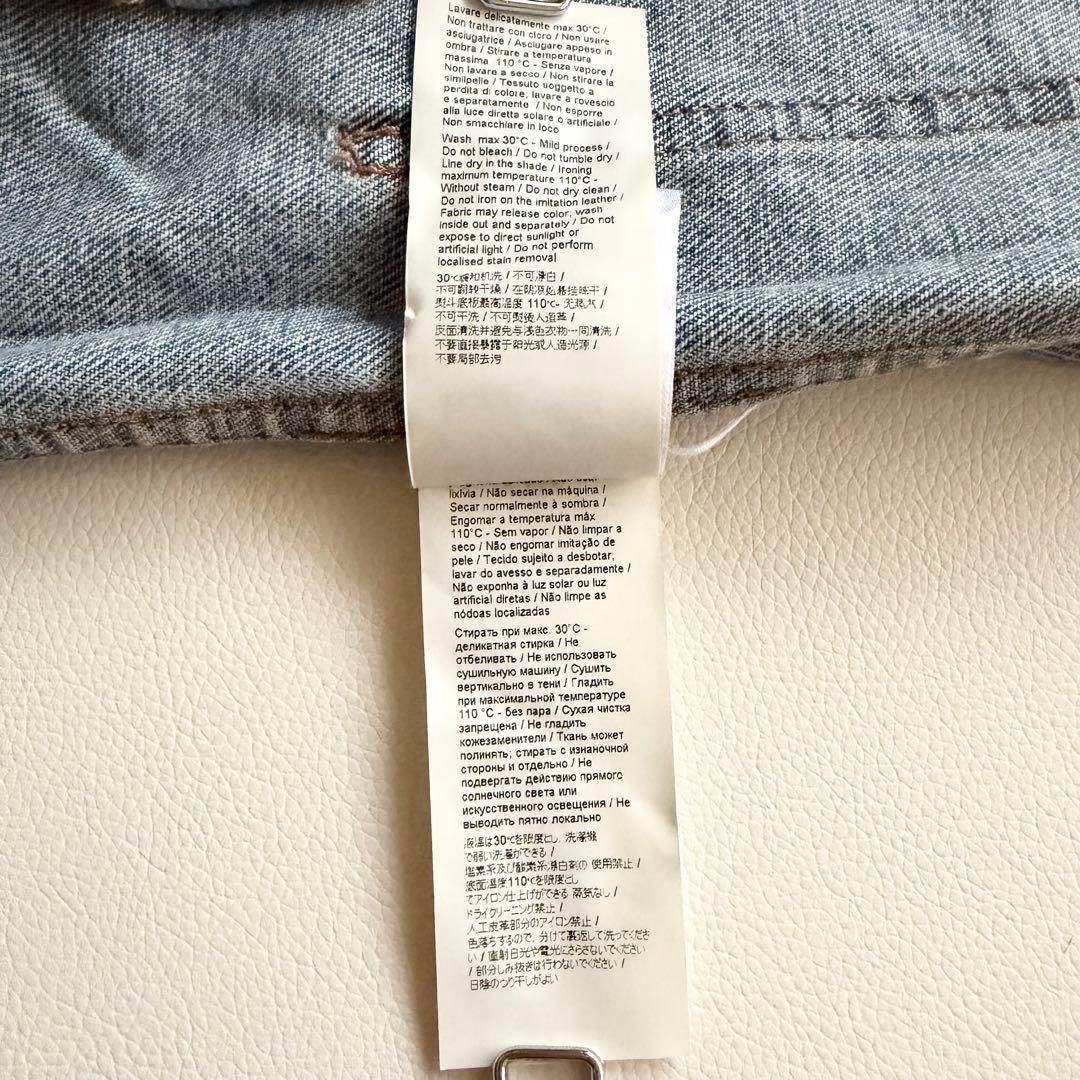 Lavare delicatamente max 30°C /
Non trattare con cloro / Non usare
asciugatrice / Asciugare appeso in
ombra / Stirare a temperatura
massima 110 °C - Senza vapore /
Non lavare a secco / Non stirare la
similpelle / Tessuto soggetto a
perdita di colore; lavare a rovescio
e separatamente / Non esporre
alla luce diretta solare o artificiale /
Non smacchiare in loco
Wash max 30°C - Mild process /
Do not bleach / Do not tumble dry /
Line dry in the shade / Ironing
maximum temperature 110°C -
Without steam / Do not dry clean /
Do not iron on the imitation leather /
Fabric may release color; wash
inside out and separately / Do not
expose to direct sunlight or
artificial light / Do not perform
localised stain removal
30℃缓和机洗 / 不可漂白 /
不可翻转干燥 / 在阴凉处悬挂晾干 /
熨斗底板最高温度 110℃- 无蒸汽 /
不可干洗 / 不可熨烫人造革 /
反面清洗并避免与浅色衣物一同清洗 /
不要直接暴露于阳光或人造光源 /
不要局部去污
lixívia / Não secar na máquina /
Secar normalmente à sombra /
Engomar a temperatura máx
110°C - Sem vapor / Não limpar a
seco / Não engomar imitação de
pele / Tecido sujeito a desbotar,
lavar do avesso e separadamente /
Não exponha à luz solar ou luz
artificial diretas / Não limpe as
nódoas localizadas
Стирать при макс. 30°C -
деликатная стирка / Не
отбеливать / Не использовать
сушильную машину / Сушить
вертикально в тени / Гладить
при максимальной температуре
110 °C - без пара / Сухая чистка
запрещена / Не гладить
кожезаменители / Ткань может
полинять; стирать с изнаночной
стороны и отдельно / Не
подвергать действию прямого
солнечного света или
искусственного освещения / Не
выводить пятно локально
液温は30℃を限度とし、洗濯機
で弱い洗濯ができる /
塩素系及び酸素系漂白剤の 使用禁止 /
底面温度110℃を限度とし
てアイロン仕上げができる 蒸気なし /
ドライクリーニング禁止 /
人工皮革部分のアイロン禁止 /
色落ちするので、分けて裏返して洗ってくださ
い / 直射日光や電光にさらさないでください
/ 部分しみ抜きは行わないでください /
日陰のつり干しがよい